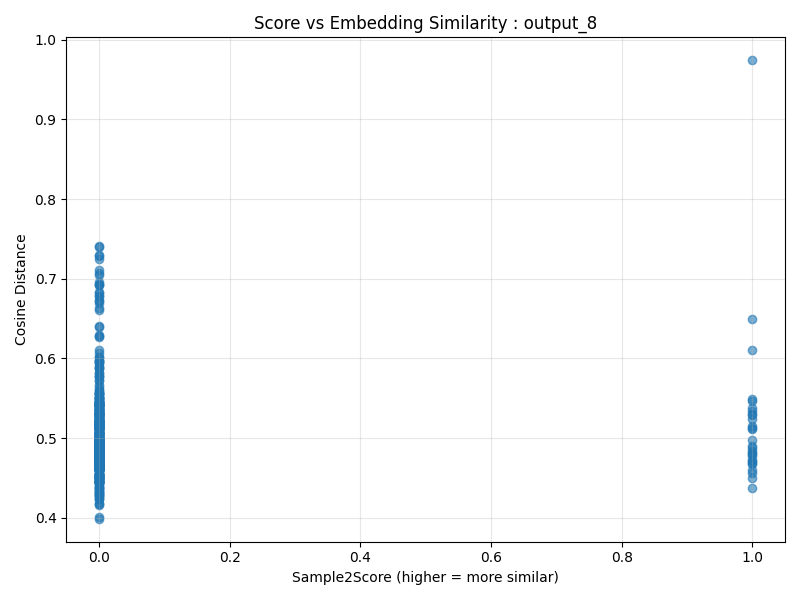 Score vs Embedding Similarity : output_8
1.0
0.9
0.8
0.7
0.6
0.5
0.4
Cosine Distance
0.0 0.2 0.4 0.6 0.8 1.0
Sample2Score (higher = more similar)